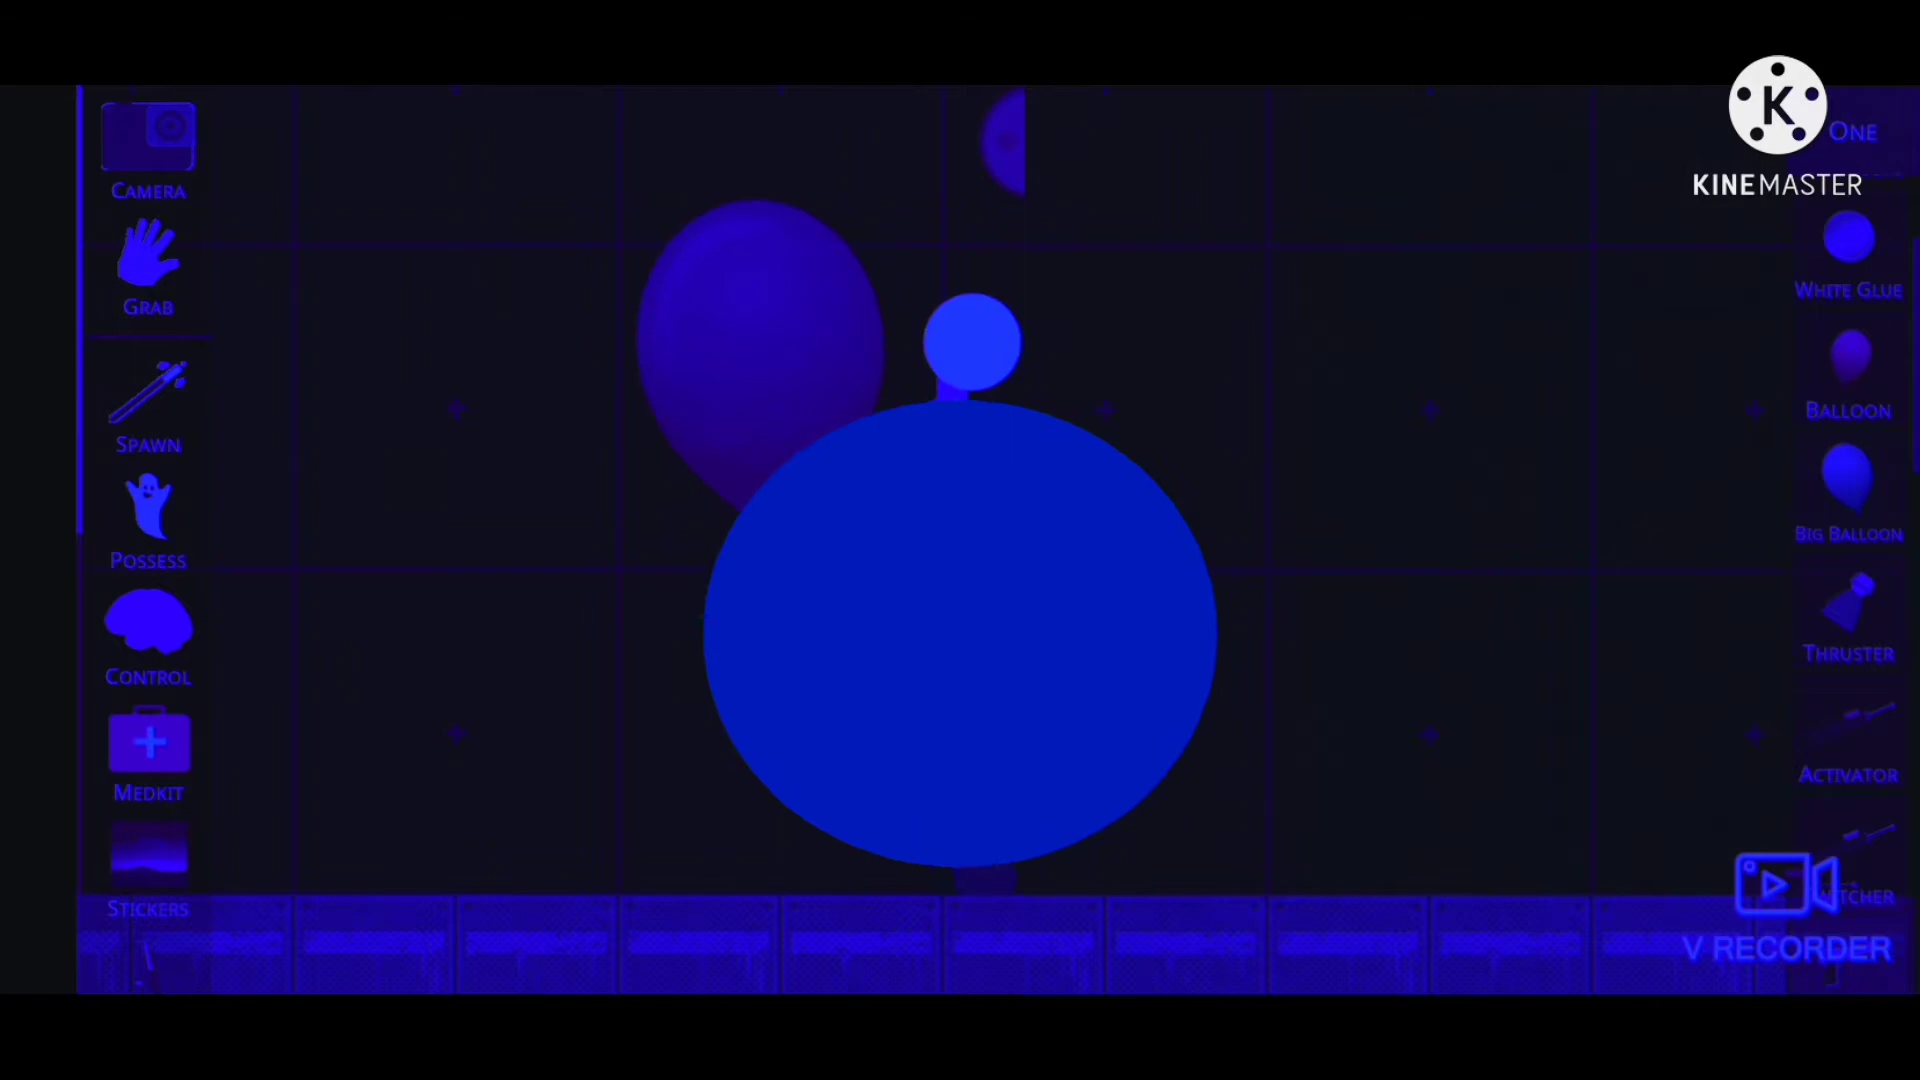 CAMERA
GRAB
SPAWN
POSSESS
CONTROL
MEDKIT
STICKERS
K
KINEMASTER
ONE
WHITE GLUE
BALLOON
BIG BALLOON
THRUSTER
ACTIVATOR
V RECORDER